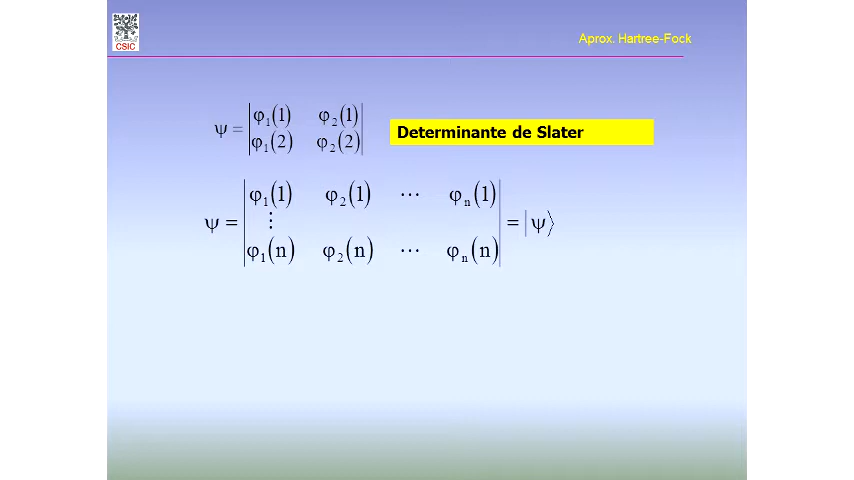 CSIC
Aprox. Hartree-Fock
ψ = | φ₁(1) φ₂(1) |
| φ₁(2) φ₂(2) |
Determinante de Slater
| φ₁(1) φ₂(1) ⋯ φₙ(1) |
ψ = | ⋮ | = |ψ⟩
| φ₁(n) φ₂(n) ⋯ φₙ(n) |